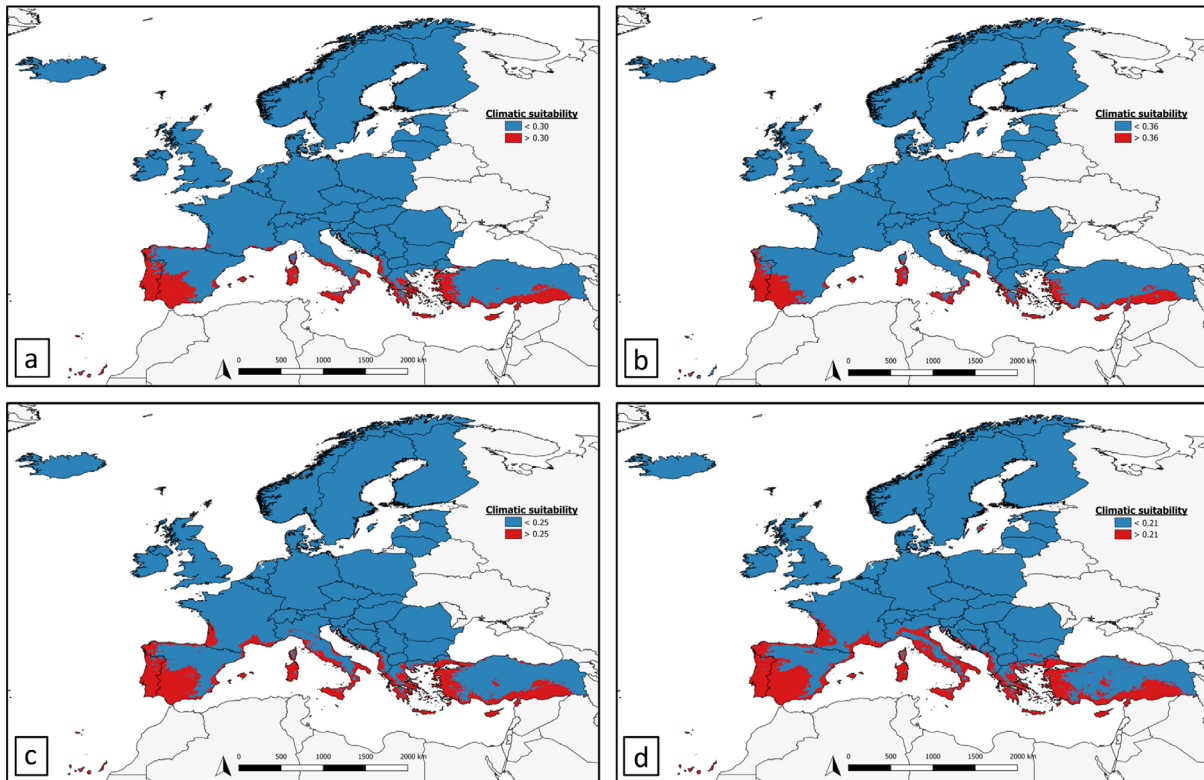 Climatic suitability
< 0.30
> 0.30
0 500 1000 1500 2000 km
a
Climatic suitability
< 0.36
> 0.36
0 500 1000 1500 2000 km
b
Climatic suitability
< 0.25
> 0.25
0 500 1000 1500 2000 km
c
Climatic suitability
< 0.21
> 0.21
0 500 1000 1500 2000 km
d